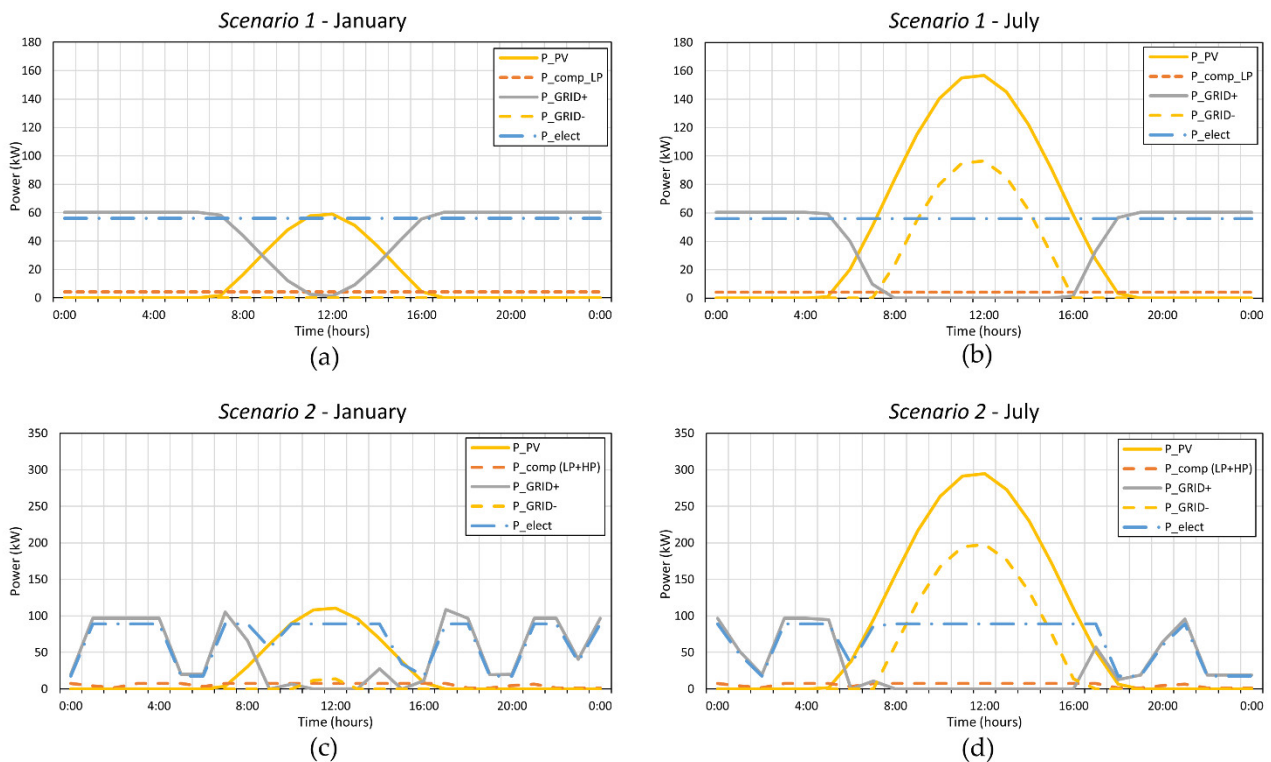 Scenario 1 - January
180
160
140
120
100
80
60
40
20
0
Power (kW)
P_PV
P_comp_LP
P_GRID+
P_GRID-
P_elect
0:00 4:00 8:00 12:00 16:00 20:00 0:00
Time (hours)
(a)
Scenario 1 - July
180
160
140
120
100
80
60
40
20
0
Power (kW)
P_PV
P_comp_LP
P_GRID+
P_GRID-
P_elect
0:00 4:00 8:00 12:00 16:00 20:00 0:00
Time (hours)
(b)
Scenario 2 - January
350
300
250
200
150
100
50
0
Power (kW)
P_PV
P_comp (LP+HP)
P_GRID+
P_GRID-
P_elect
0:00 4:00 8:00 12:00 16:00 20:00 0:00
Time (hours)
(c)
Scenario 2 - July
350
300
250
200
150
100
50
0
Power (kW)
P_PV
P_comp (LP+HP)
P_GRID+
P_GRID-
P_elect
0:00 4:00 8:00 12:00 16:00 20:00 0:00
Time (hours)
(d)